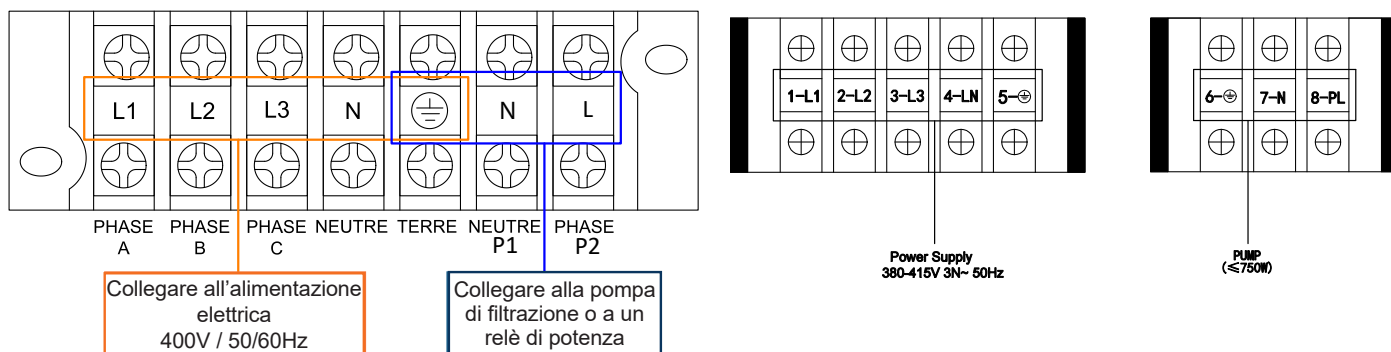 L1 L2 L3 N N L
PHASE PHASE PHASE NEUTRE TERRE NEUTRE PHASE
A B C P1 P2
Collegare all'alimentazione
elettrica
400V / 50/60Hz
Collegare alla pompa
di filtrazione o a un
relè di potenza
1-L1 2-L2 3-L3 4-LN 5-⏚
Power Supply
380-415V 3N~ 50Hz
6-⏚ 7-N 8-PL
PUMP
(≤750W)